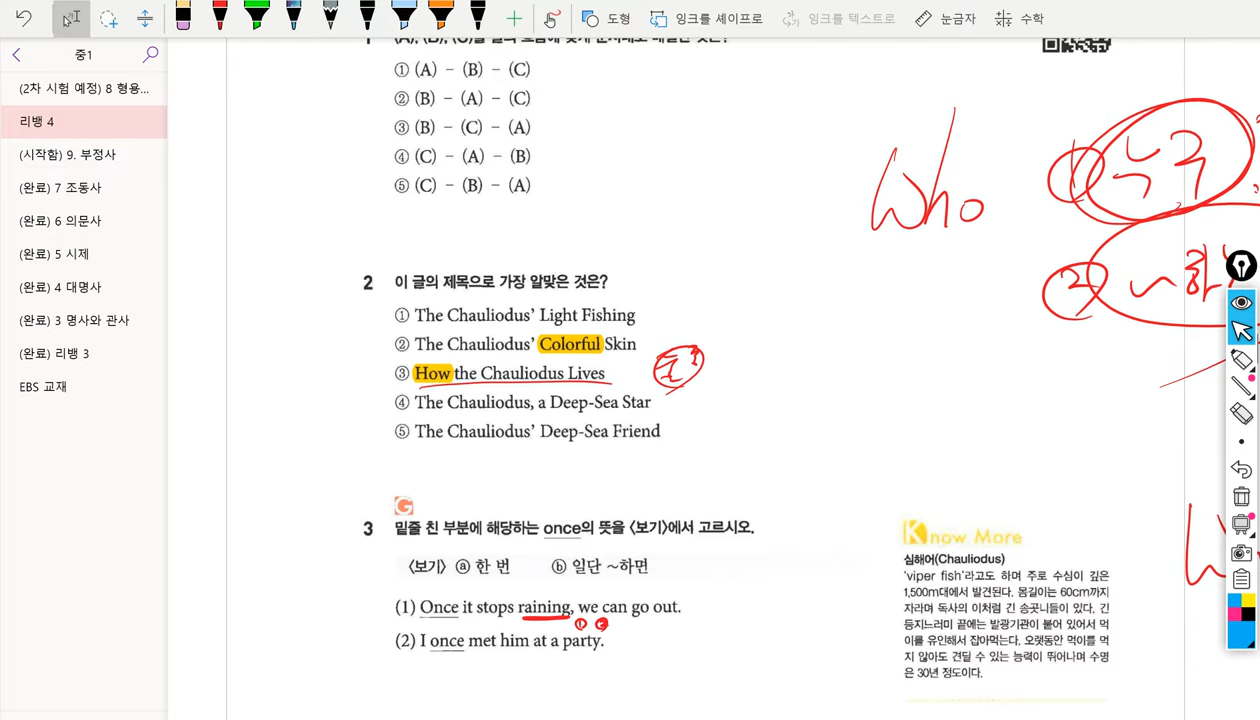 도형
잉크를 셰이프로
잉크를 텍스트로
눈금자
수학
중1
(2차 시험 예정) 8 형용...
리뱅 4
(시작함) 9. 부정사
(완료) 7 조동사
(완료) 6 의문사
(완료) 5 시제
(완료) 4 대명사
(완료) 3 명사와 관사
(완료) 리뱅 3
EBS 교재
① (A) – (B) – (C)
② (B) – (A) – (C)
③ (B) – (C) – (A)
④ (C) – (A) – (B)
⑤ (C) – (B) – (A)
Who
① 누구
②
2 이 글의 제목으로 가장 알맞은 것은?
① The Chauliodus' Light Fishing
② The Chauliodus' Colorful Skin
③ How the Chauliodus Lives
④ The Chauliodus, a Deep-Sea Star
⑤ The Chauliodus' Deep-Sea Friend
G
3 밑줄 친 부분에 해당하는 once의 뜻을 〈보기〉에서 고르시오.
〈보기〉 ⓐ 한 번 ⓑ 일단 ~하면
(1) Once it stops raining, we can go out.
① ②
(2) I once met him at a party.
Know More
심해어(Chauliodus)
'viper fish'라고도 하며 주로 수심이 깊은
1,500m대에서 발견된다. 몸길이는 60cm까지
자라며 독사의 이처럼 긴 송곳니들이 있다. 긴
등지느러미 끝에는 발광기관이 붙어 있어서 먹
이를 유인해서 잡아먹는다. 오랫동안 먹이를 먹
지 않아도 견딜 수 있는 능력이 뛰어나며 수명
은 30년 정도이다.